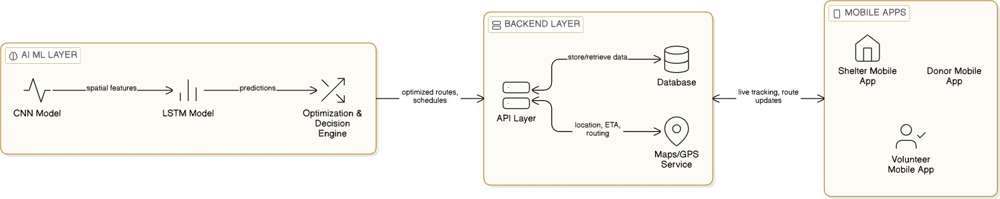 AI ML LAYER
CNN Model
spatial features
LSTM Model
predictions
Optimization &
Decision
Engine
optimized routes,
schedules
BACKEND LAYER
API Layer
store/retrieve data
Database
location, ETA,
routing
Maps/GPS
Service
live tracking, route
updates
MOBILE APPS
Shelter Mobile
App
Donor Mobile
App
Volunteer
Mobile App